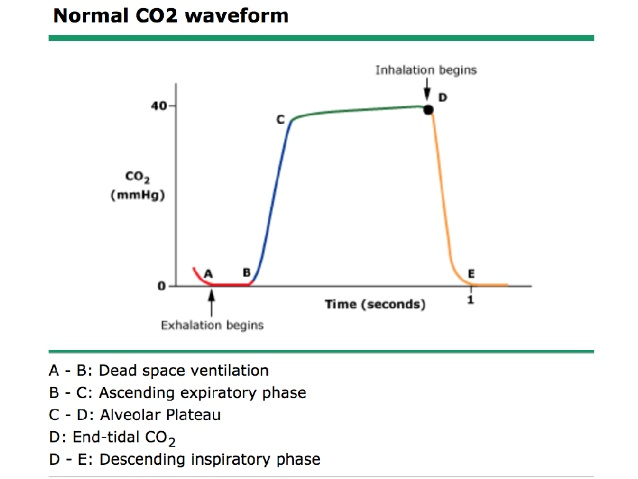 Normal CO2 waveform
Inhalation begins
D
40
C
CO₂
(mmHg)
A
B
E
0
Time (seconds)
1
Exhalation begins
A - B: Dead space ventilation
B - C: Ascending expiratory phase
C - D: Alveolar Plateau
D: End-tidal CO₂
D - E: Descending inspiratory phase